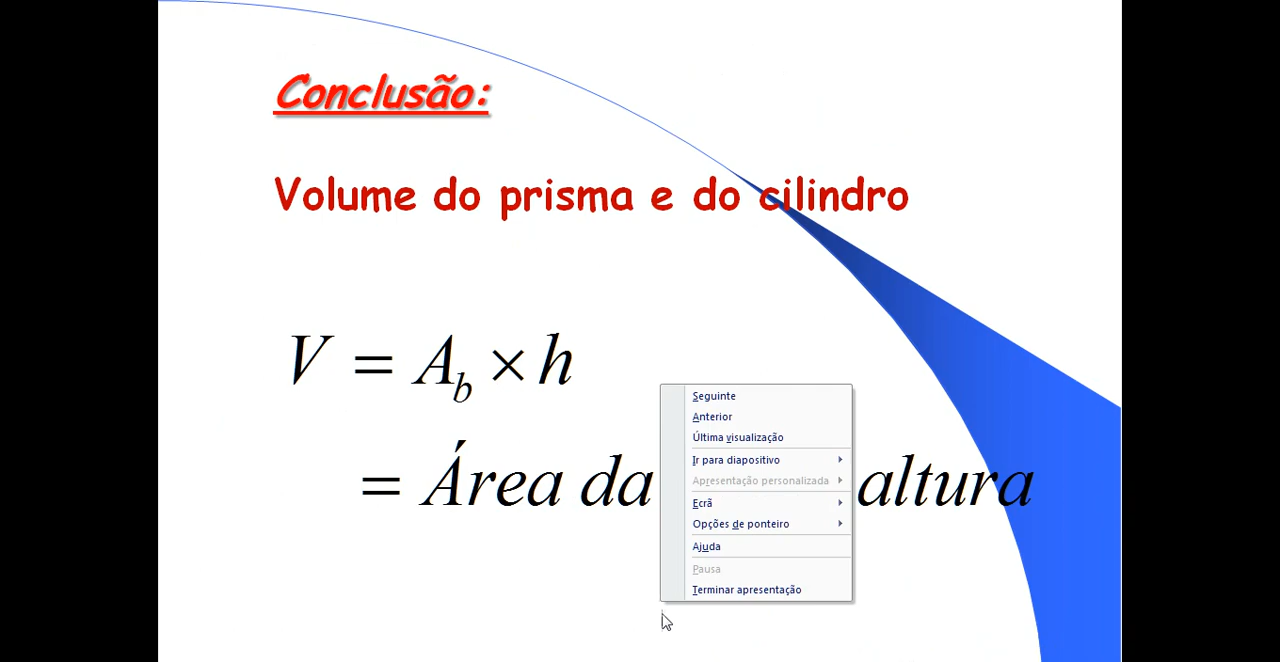 Conclusão:
Volume do prisma e do cilindro
V = A_b × h
= Área da altura
Seguinte
Anterior
Última visualização
Ir para diapositivo
Apresentação personalizada
Ecrã
Opções de ponteiro
Ajuda
Pausa
Terminar apresentação